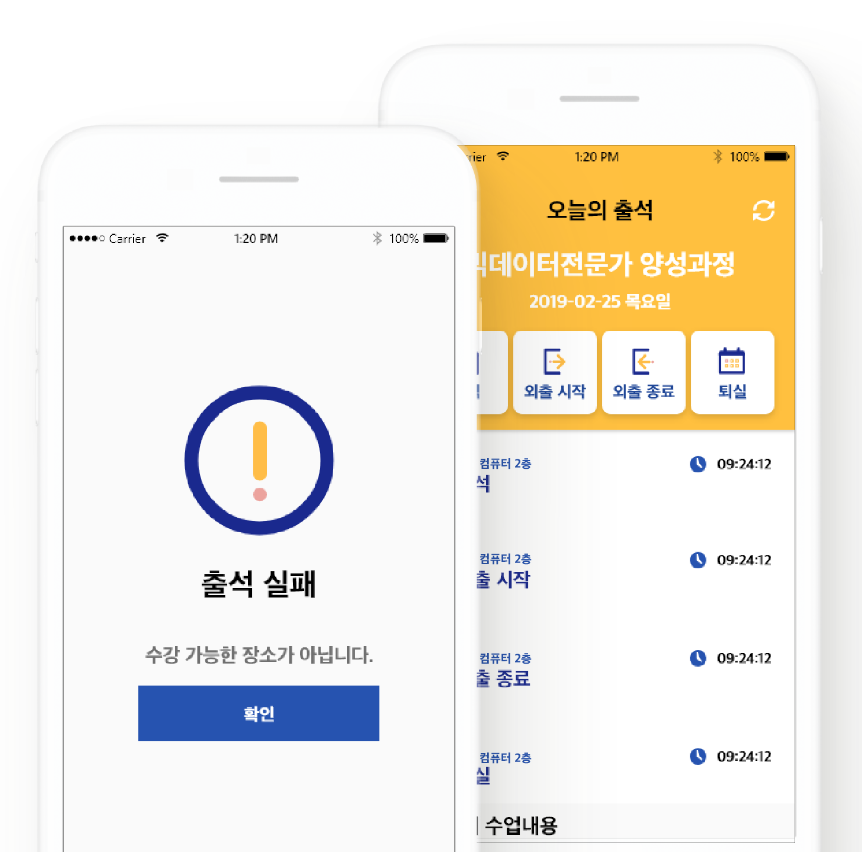 Carrier 1:20 PM 100%
출석 실패
수강 가능한 장소가 아닙니다.
확인
rier 1:20 PM 100%
오늘의 출석
데이터전문가 양성과정
2019-02-25 목요일
외출 시작
외출 종료
퇴실
컴퓨터 2층
석
09:24:12
컴퓨터 2층
출 시작
09:24:12
컴퓨터 2층
출 종료
09:24:12
컴퓨터 2층
실
09:24:12
수업내용